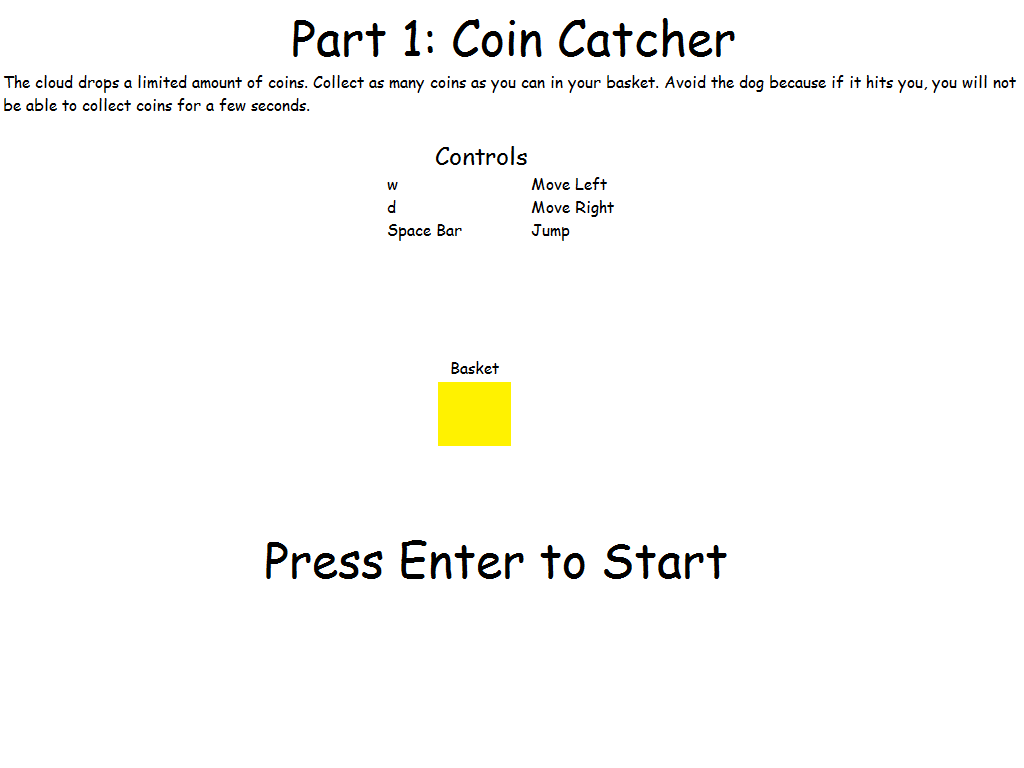 Part 1: Coin Catcher
The cloud drops a limited amount of coins. Collect as many coins as you can in your basket. Avoid the dog because if it hits you, you will not
be able to collect coins for a few seconds.
Controls
w Move Left
d Move Right
Space Bar Jump
Basket
Press Enter to Start